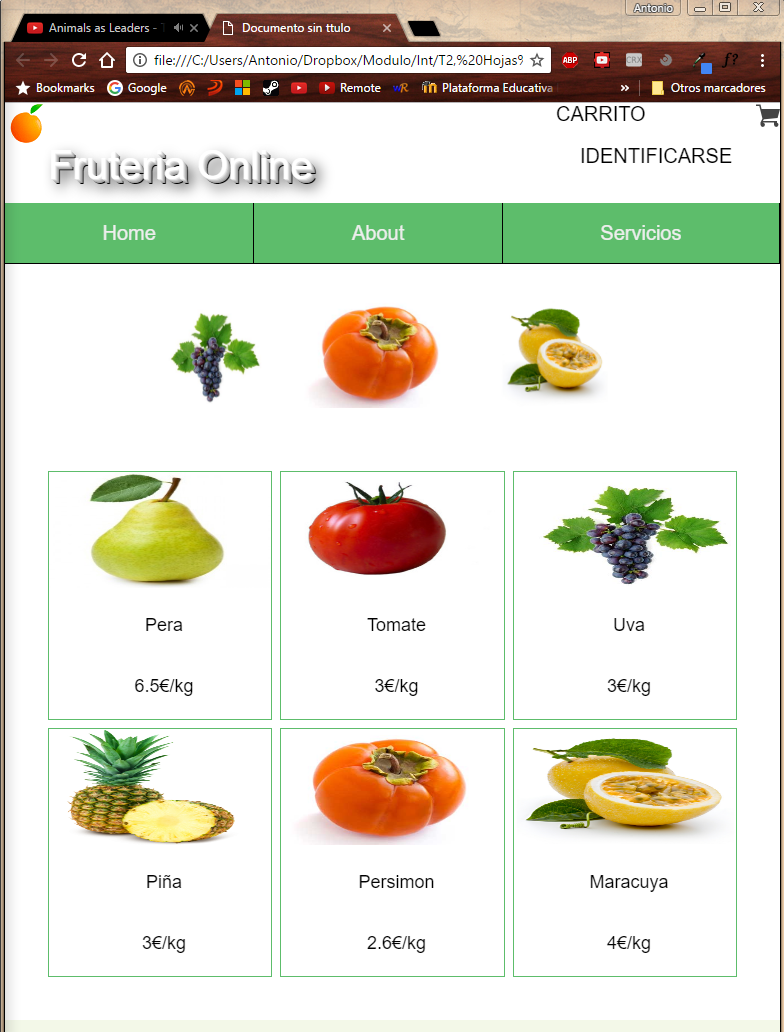 Antonio
Animals as Leaders - T
Documento sin ttulo
file:///C:/Users/Antonio/Dropbox/Modulo/Int/T2,%20Hojas%
ABP
CRX
f?
Bookmarks
Google
YouTube
Remote
Plataforma Educativa
»
Otros marcadores
CARRITO
IDENTIFICARSE
Fruteria Online
Home
About
Servicios
Pera
Tomate
Uva
6.5€/kg
3€/kg
3€/kg
Piña
Persimon
Maracuya
3€/kg
2.6€/kg
4€/kg